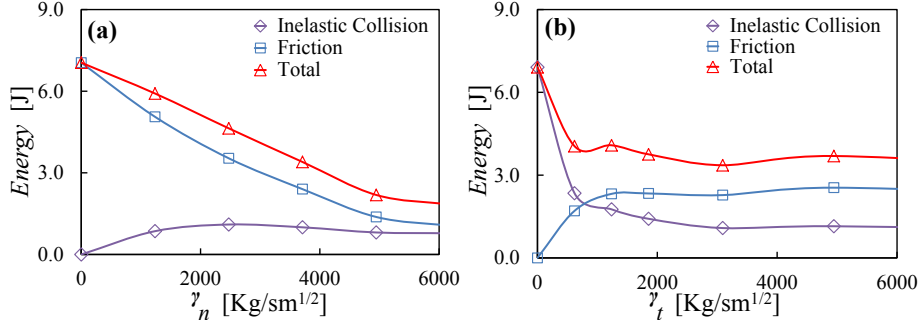 (a)
Inelastic Collision
Friction
Total
Energy [J]
9.0
6.0
3.0
0.0
0
2000
4000
6000
γn [Kg/sm1/2]
(b)
Inelastic Collision
Friction
Total
Energy [J]
9.0
6.0
3.0
0.0
0
2000
4000
6000
γt [Kg/sm1/2]